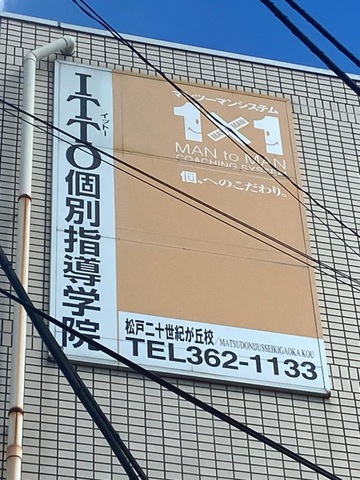 ITTO個別指導学院
イットー
マンツーマンシステム
1×1
MAN to MAN
COACHING SYSTEM
個、へのこだわり。
松戸二十世紀が丘校/MATSUDONIJUSSEIKIGAOKA KOU
TEL362-1133